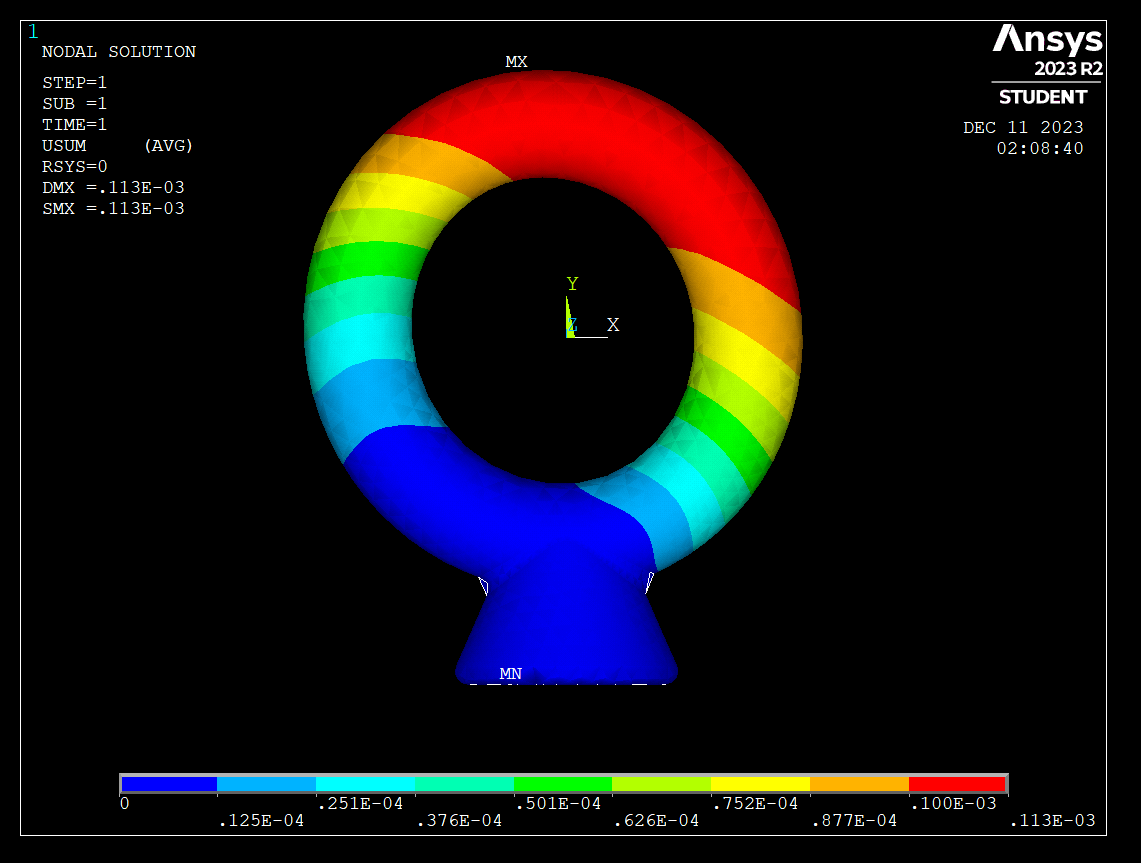 1
NODAL SOLUTION
STEP=1
SUB =1
TIME=1
USUM (AVG)
RSYS=0
DMX =.113E-03
SMX =.113E-03
Ansys
2023 R2
STUDENT
DEC 11 2023
02:08:40
MX
Y
Z X
MN
0 .251E-04 .501E-04 .752E-04 .100E-03
.125E-04 .376E-04 .626E-04 .877E-04 .113E-03